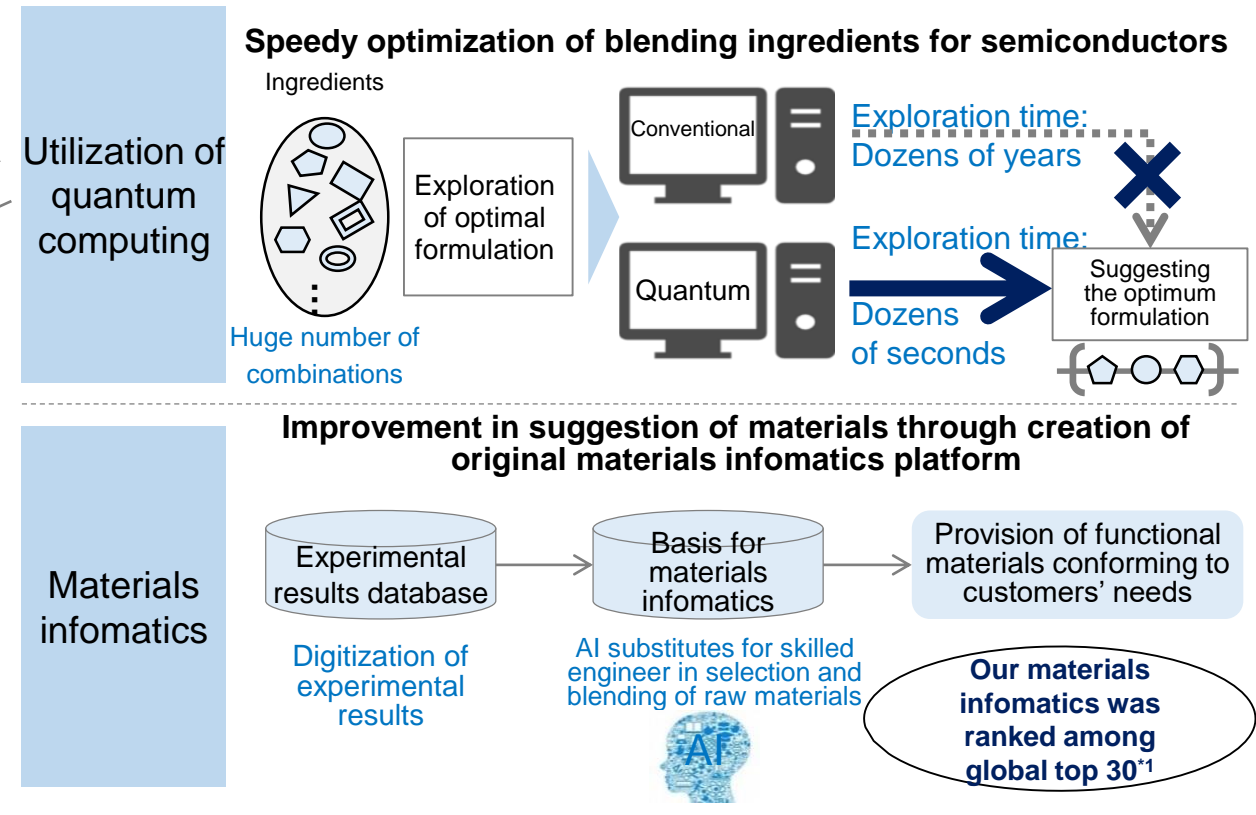 Speedy optimization of blending ingredients for semiconductors
Utilization of
quantum
computing
Ingredients
Huge number of
combinations
Exploration
of optimal
formulation
Conventional
Quantum
Exploration time:
Dozens of years
Exploration time:
Dozens
of seconds
Suggesting
the optimum
formulation
Improvement in suggestion of materials through creation of
original materials infomatics platform
Materials
infomatics
Experimental
results database
Digitization of
experimental
results
Basis for
materials
infomatics
AI substitutes for skilled
engineer in selection and
blending of raw materials
AI
Provision of functional
materials conforming to
customers’ needs
Our materials
infomatics was
ranked among
global top 30*1